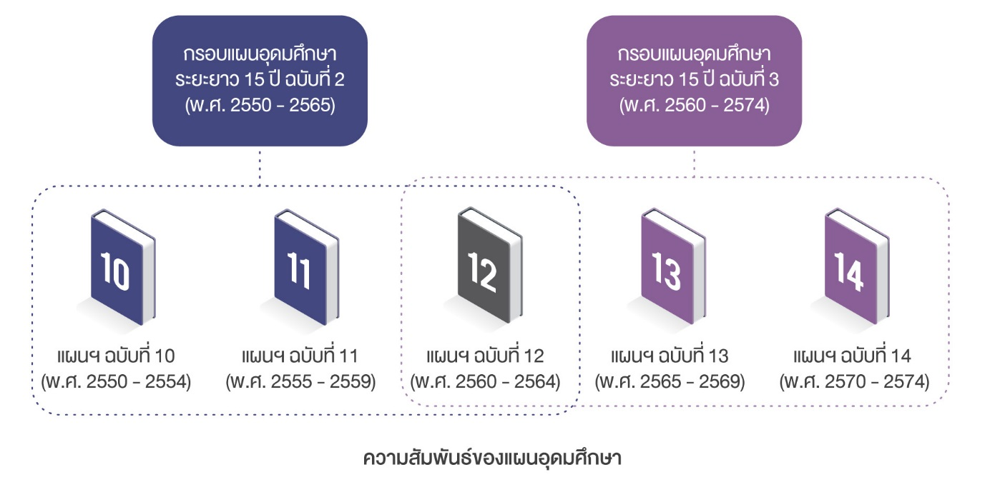 กรอบแผนอุดมศึกษา
ระยะยาว 15 ปี ฉบับที่ 2
(พ.ศ. 2550 - 2565)
กรอบแผนอุดมศึกษา
ระยะยาว 15 ปี ฉบับที่ 3
(พ.ศ. 2560 - 2574)
10
11
12
13
14
แผนฯ ฉบับที่ 10
(พ.ศ. 2550 - 2554)
แผนฯ ฉบับที่ 11
(พ.ศ. 2555 - 2559)
แผนฯ ฉบับที่ 12
(พ.ศ. 2560 - 2564)
แผนฯ ฉบับที่ 13
(พ.ศ. 2565 - 2569)
แผนฯ ฉบับที่ 14
(พ.ศ. 2570 - 2574)
ความสัมพันธ์ของแผนอุดมศึกษา